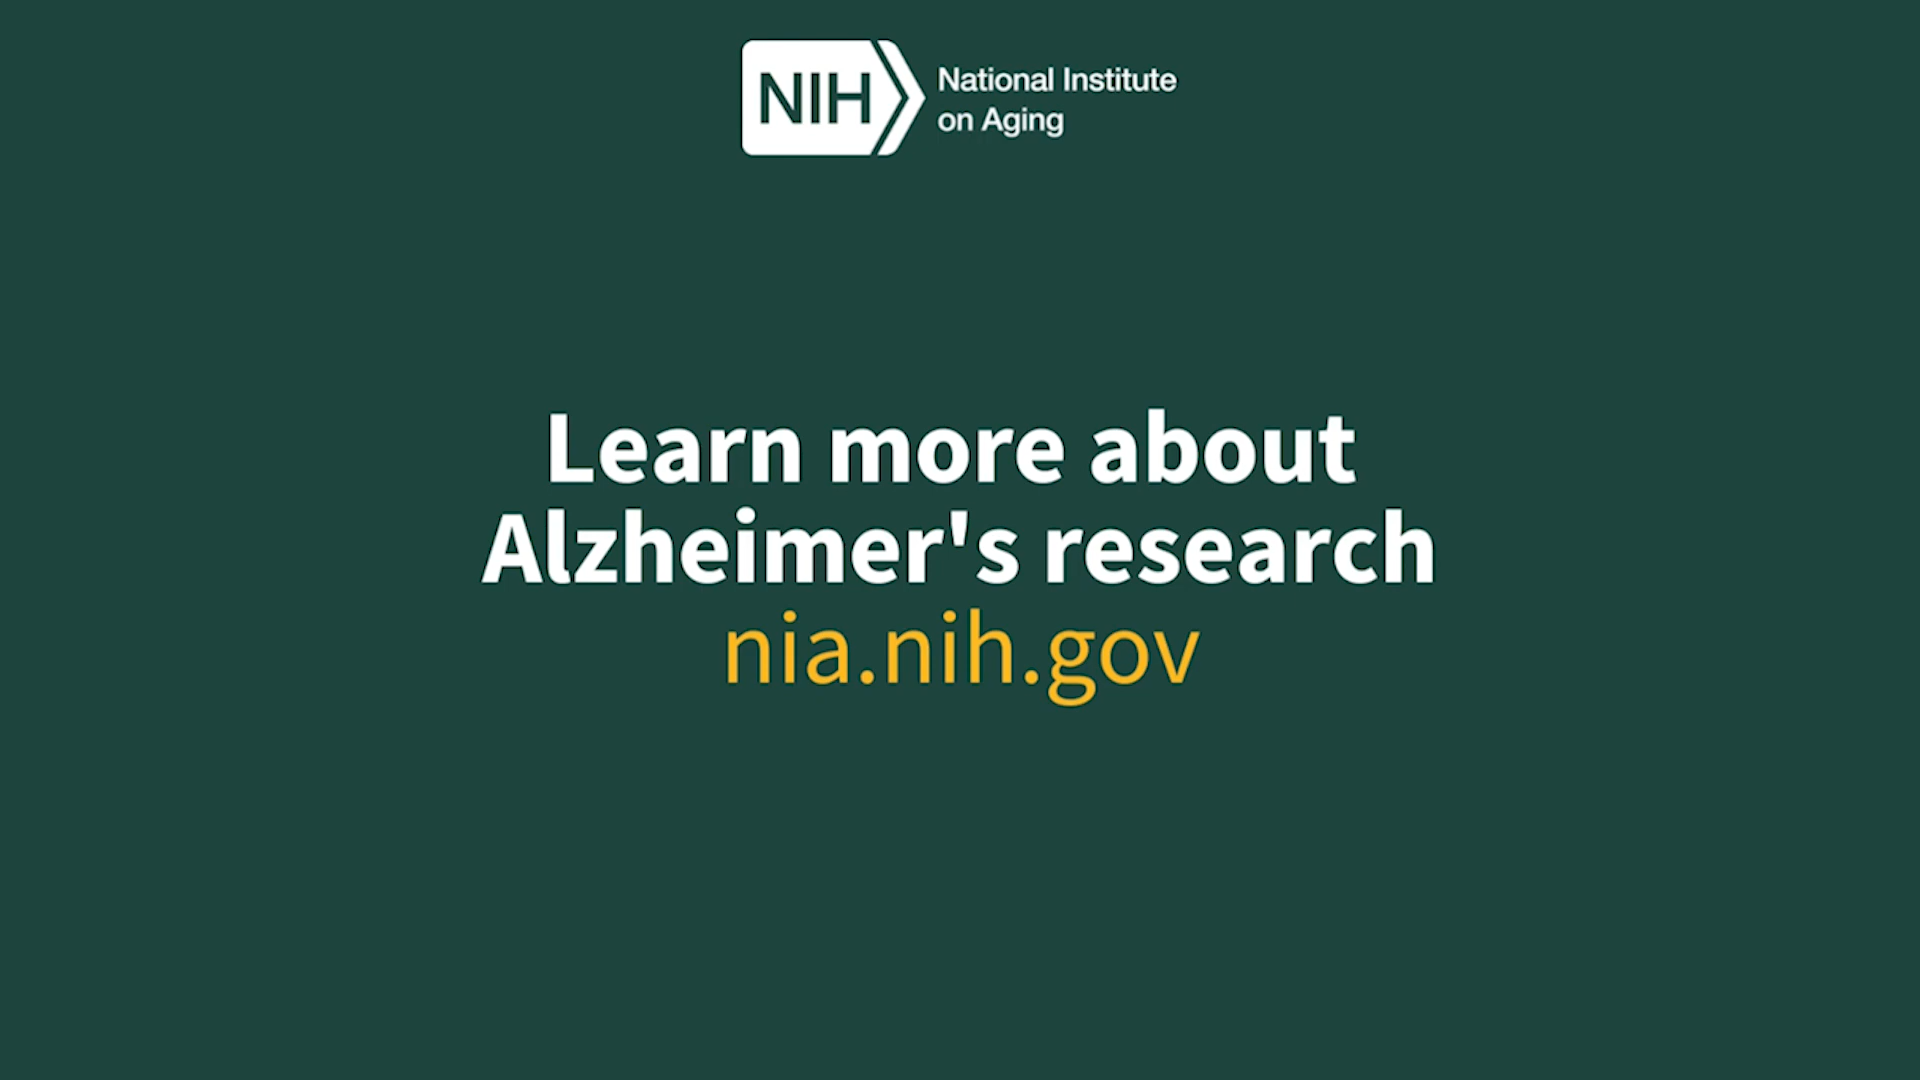 NIH
National Institute
on Aging
Learn more about
Alzheimer's research
nia.nih.gov